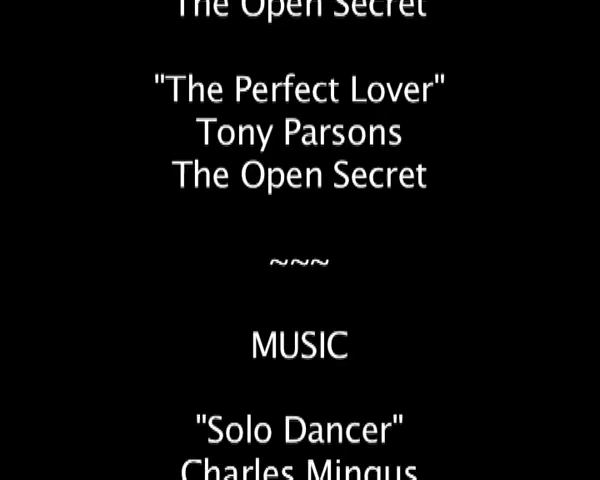 The Open Secret
"The Perfect Lover"
Tony Parsons
The Open Secret
~~~
MUSIC
"Solo Dancer"
Charles Mingus